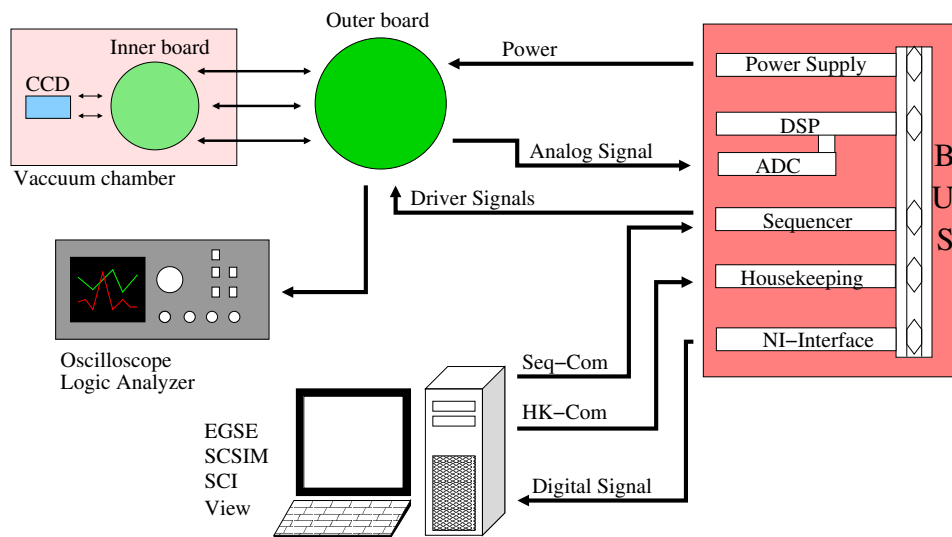 Outer board
Inner board
CCD
Vaccuum chamber
Power
Analog Signal
Driver Signals
Power Supply
DSP
ADC
Sequencer
Housekeeping
NI−Interface
B
U
S
Oscilloscope
Logic Analyzer
Seq−Com
HK−Com
Digital Signal
EGSE
SCSIM
SCI
View